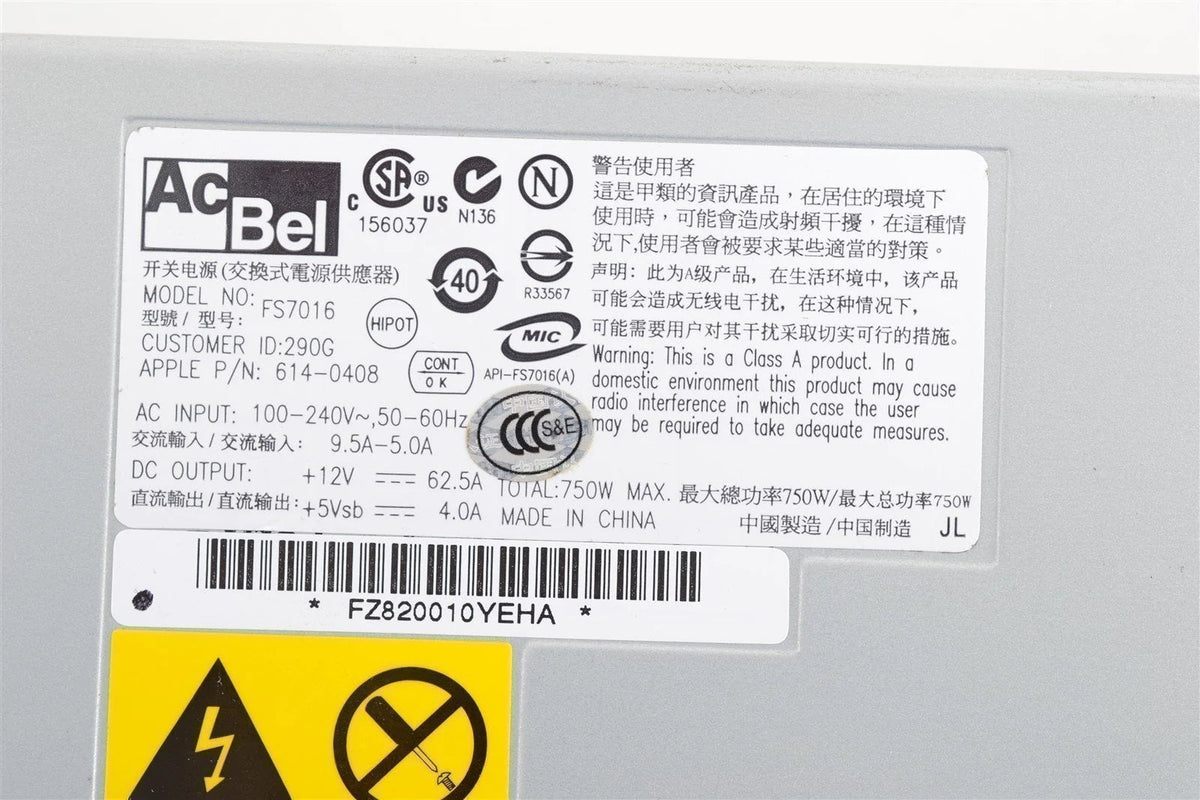 Ac
Bel
C SA ® US
156037
N136
N
40
R33567
开关电源(交換式電源供應器)
MODEL NO: FS7016
型號/ 型号:
HIPOT
MIC
CUSTOMER ID:290G
APPLE P/N: 614-0408
CONT
OK
API-FS7016(A)
AC INPUT: 100-240V~,50-60Hz
交流輸入/交流输入: 9.5A-5.0A
CCC S&E
DC OUTPUT: +12V 62.5A
直流輸出/直流输出: +5Vsb 4.0A
警告使用者
這是甲類的資訊產品，在居住的環境下
使用時，可能會造成射頻干擾，在這種情
況下,使用者會被要求某些適當的對策。
声明：此为A级产品，在生活环境中，该产品
可能会造成无线电干扰，在这种情况下，
可能需要用户对其干扰采取切实可行的措施。
Warning: This is a Class A product. In a
domestic environment this product may cause
radio interference in which case the user
may be required to take adequate measures.
TOTAL:750W MAX. 最大總功率750W/最大总功率750W
MADE IN CHINA 中國製造/中国制造 JL
* FZ820010YEHA *